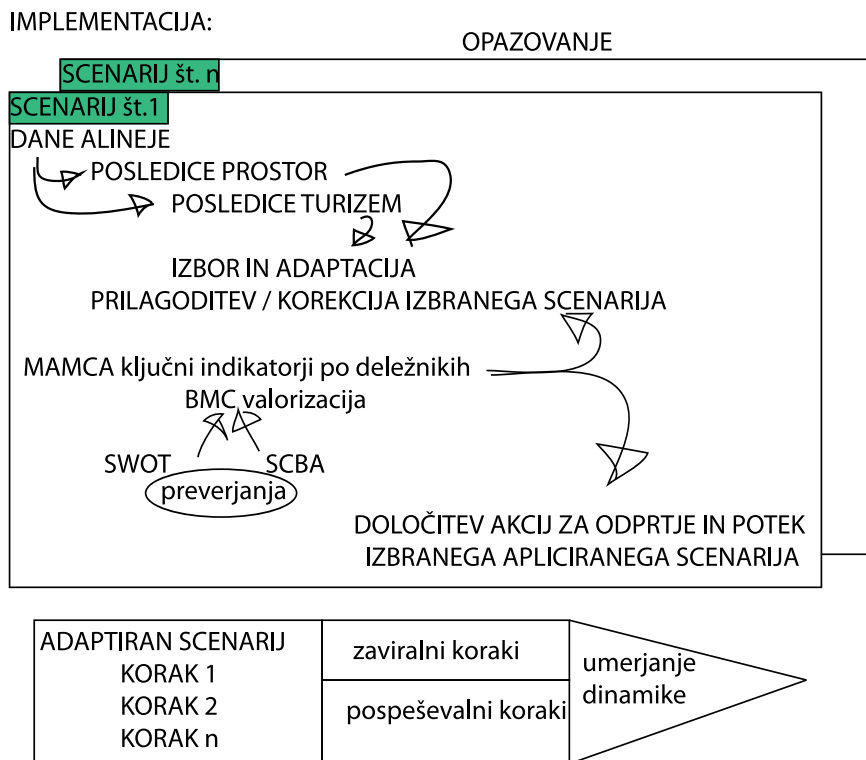 IMPLEMENTACIJA:
OPAZOVANJE
SCENARIJ št. n
SCENARIJ št.1
DANE ALINEJE
POSLEDICE PROSTOR
POSLEDICE TURIZEM
IZBOR IN ADAPTACIJA
PRILAGODITEV / KOREKCIJA IZBRANEGA SCENARIJA
MAMCA ključni indikatorji po deležnikih
BMC valorizacija
SWOT SCBA
preverjanja
DOLOČITEV AKCIJ ZA ODPRTJE IN POTEK
IZBRANEGA APLICIRANEGA SCENARIJA
ADAPTIRAN SCENARIJ
KORAK 1
KORAK 2
KORAK n
zaviralni koraki
pospeševalni koraki
umerjanje
dinamike